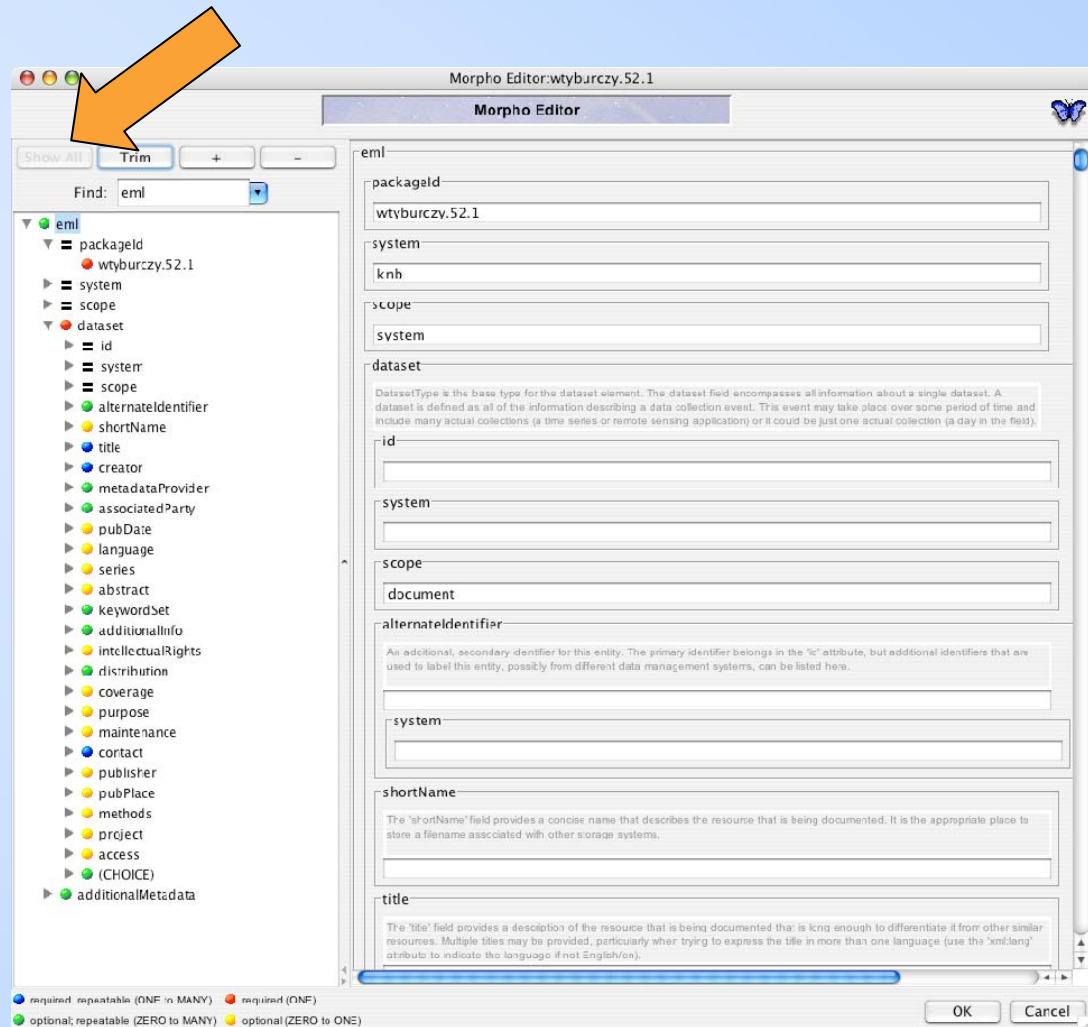 Morpho Editor:wtyburczy.52.1
Morpho Editor
Show All Trim + -
Find: eml
eml
packageId
wtyburczy.52.1
system
scope
dataset
id
system
scope
alternateIdentifier
shortName
title
creator
metadataProvider
associatedParty
pubDate
language
series
abstract
keywordSet
additionalInfo
intellectualRights
distribution
coverage
purpose
maintenance
contact
publisher
pubPlace
methods
project
access
(CHOICE)
additionalMetadata
eml
packageId
wtyburczy.52.1
system
knb
scope
system
dataset
DatasetType is the base type for the dataset element. The dataset field encompasses all information about a single dataset. A
dataset is defined as all of the information describing a data collection event. This event may take place over some period of time and
include many actual collections (a time series or remote sensing application) or it could be just one actual collection (a day in the field).
id
system
scope
document
alternateIdentifier
An additional, secondary identifier for this entity. The primary identifier belongs in the "id" attribute, but additional identifiers that are
used to label this entity, possibly from different data management systems, can be listed here.
system
shortName
The 'shortName' field provides a concise name that describes the resource that is being documented. It is the appropriate place to
store a filename associated with other storage systems.
title
The 'title' field provides a description of the resource that is being documented that is long enough to differentiate it from other similar
resources. Multiple titles may be provided, particularly when trying to express the title in more than one language (use the 'xml:lang'
attribute to indicate the language if not English/en).
required, repeatable (ONE to MANY) required (ONE)
optional; repeatable (ZERO to MANY) optional (ZERO to ONE)
OK Cancel